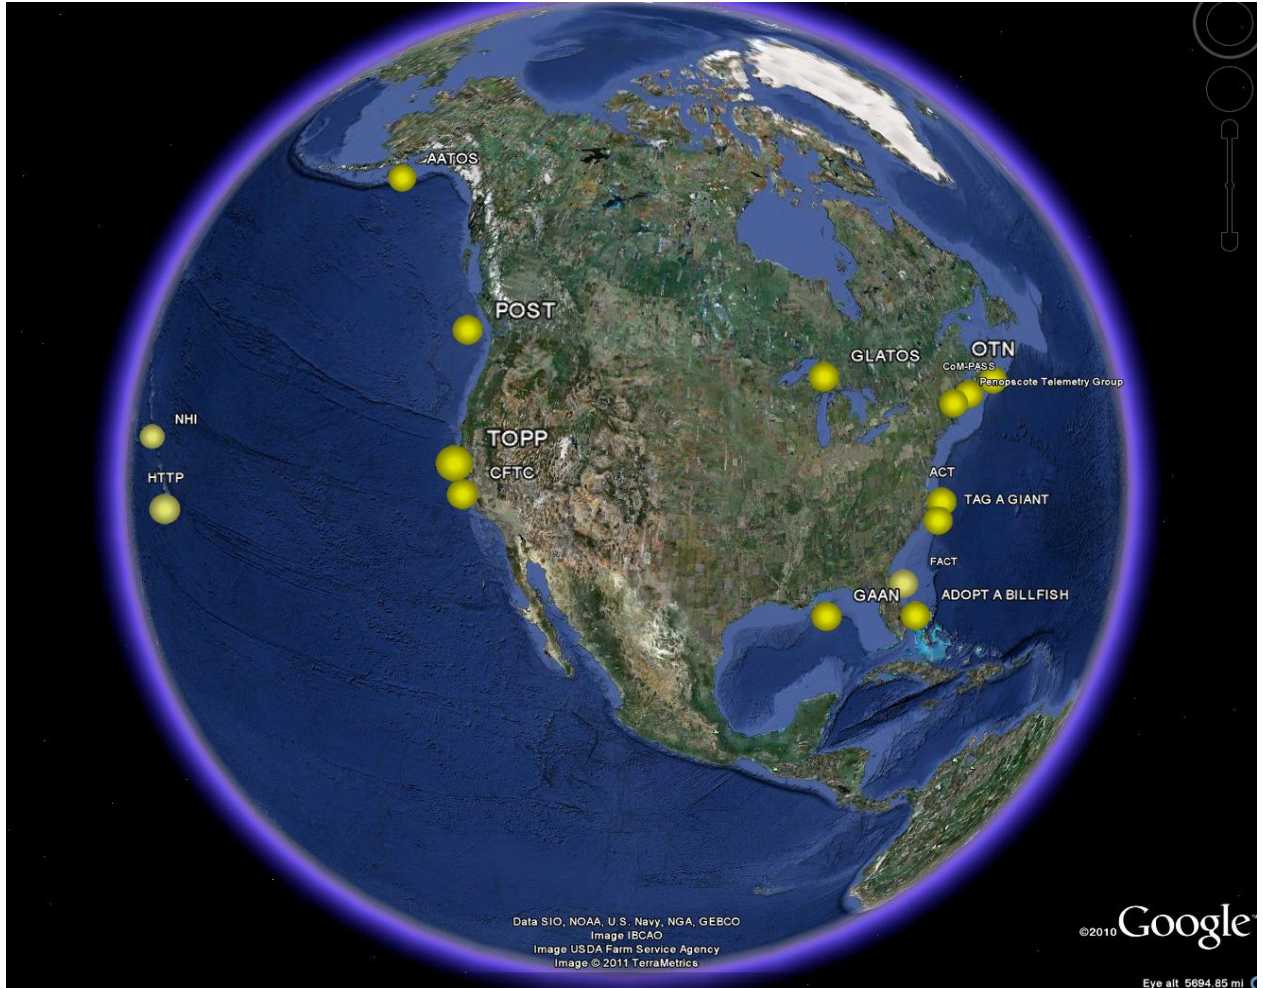 AATOS
POST
GLATOS
OTN
CoM-PASS
Penopscote Telemetry Group
NHI
TOPP
HTTP
CFTC
ACT
TAG A GIANT
FACT
GAAN
ADOPT A BILLFISH
Data SIO, NOAA, U.S. Navy, NGA, GEBCO
Image IBCAO
Image USDA Farm Service Agency
Image © 2011 TerraMetrics
©2010 Google
Eye alt 5694.85 mi